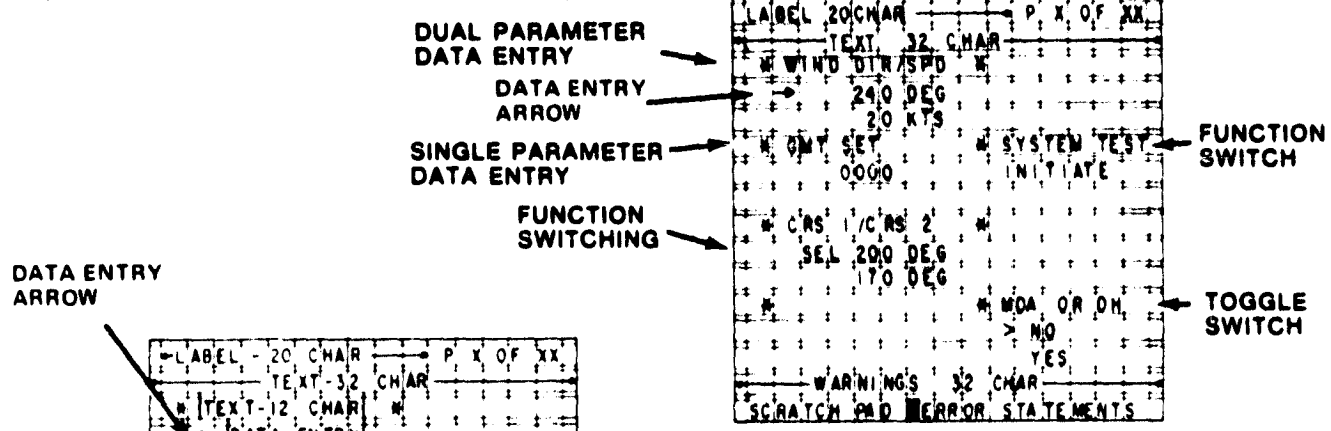 LABEL 20 CHAR P X OF XX
TEXT 32 CHAR
DUAL PARAMETER
DATA ENTRY
* WIND DIR/SPD *
DATA ENTRY
ARROW
240 DEG
20 KTS
SINGLE PARAMETER
DATA ENTRY
* GMT SET * SYSTEM TEST
0000 INITIATE
FUNCTION
SWITCH
FUNCTION
SWITCHING
* CRS 1/CRS 2 *
SEL 200 DEG
170 DEG
DATA ENTRY
ARROW
* * MDA OR DH
> NO
YES
TOGGLE
SWITCH
WARNINGS 32 CHAR
SCRATCH PAD ERROR STATEMENTS
LABEL - 20 CHAR P X OF XX
TEXT-32 CHAR
* TEXT-12 CHAR *